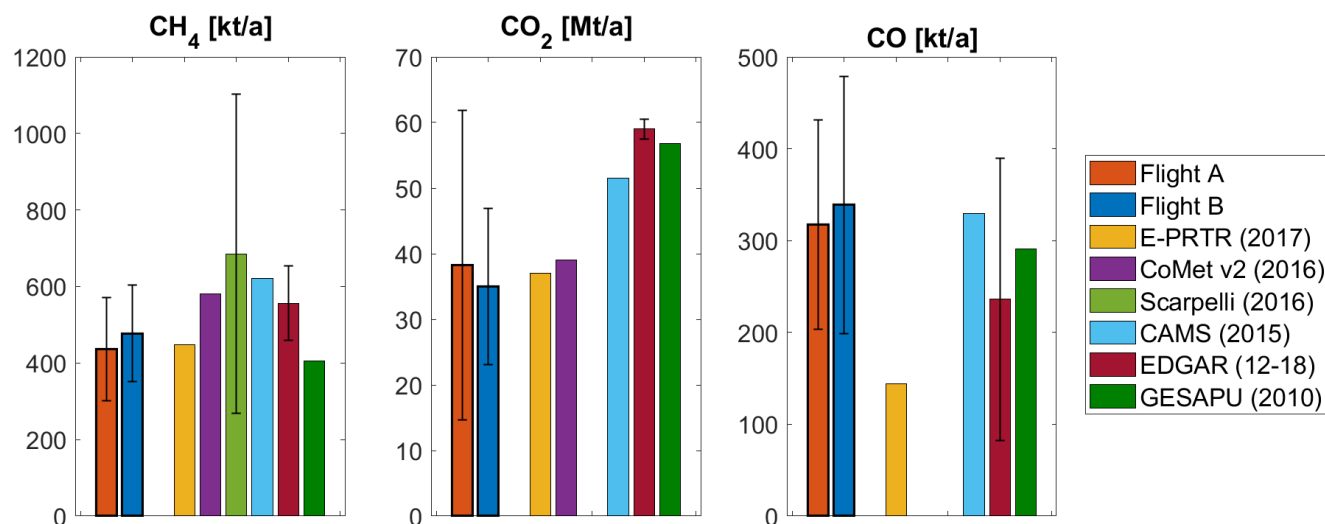 CH4 [kt/a]
1200
1000
800
600
400
200
0
CO2 [Mt/a]
70
60
50
40
30
20
10
0
CO [kt/a]
500
400
300
200
100
0
Flight A
Flight B
E-PRTR (2017)
CoMet v2 (2016)
Scarpelli (2016)
CAMS (2015)
EDGAR (12-18)
GESAPU (2010)